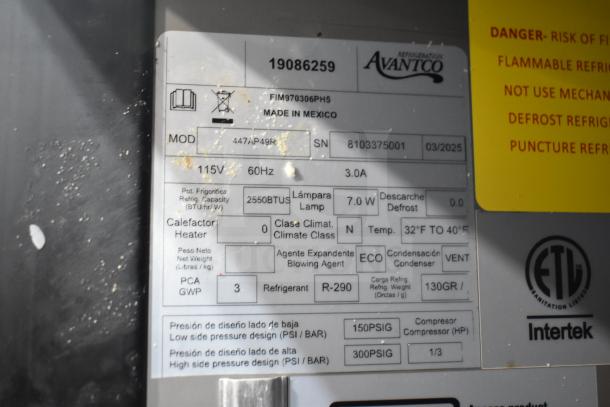 19086259
REFRIGERATION
AVANTCO
FIM970306PH5
MADE IN MEXICO
MOD 447AP49R SN 8103375001 03/2025
115V 60Hz 3.0A
Pot. Frigorifica
Refrig. Capacity
(BTU/hr/W)
2550BTUS
Lámpara
Lamp
7.0 W
Descarche
Defrost
0.0
Calefactor
Heater
0
Clase Climat.
Climate Class
N
Temp.
32°F TO 40°F
Peso Neto
Net Weight
(Libras / kg)
Agente Expandente
Blowing Agent
ECO
Condensación
Condenser
VENT
PCA
GWP
3
Refrigerant
R-290
Carga Refrig.
Refrig. Weight
(Onzas / g)
130GR /
Presión de diseño lado de baja
Low side pressure design (PSI / BAR)
150PSIG
Compresor
Compressor (HP)
Presión de diseño lado de alta
High side pressure design (PSI / BAR)
300PSIG
1/3
DANGER- RISK OF FI
FLAMMABLE REFRIG
NOT USE MECHAN
DEFROST REFRIG
PUNCTURE REFR
ETL
SANITATION LISTED
Intertek